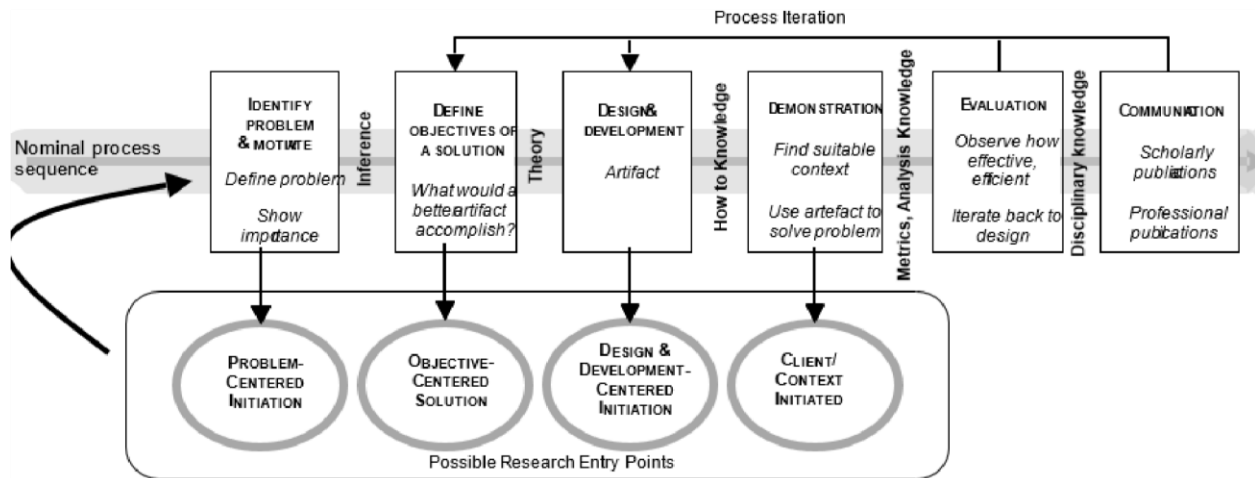 Process Iteration
Nominal process
sequence
IDENTIFY
PROBLEM
& MOTIVATE
Define problem
Show
importance
Inference
DEFINE
OBJECTIVES OF
A SOLUTION
What would a
better artifact
accomplish?
Theory
DESIGN &
DEVELOPMENT
Artifact
How to Knowledge
DEMONSTRATION
Find suitable
context
Use artefact to
solve problem
Metrics, Analysis Knowledge
EVALUATION
Observe how
effective,
efficient
Iterate back to
design
Disciplinary knowledge
COMMUNICATION
Scholarly
publications
Professional
publications
PROBLEM-
CENTERED
INITIATION
OBJECTIVE-
CENTERED
SOLUTION
DESIGN &
DEVELOPMENT-
CENTERED
INITIATION
CLIENT/
CONTEXT
INITIATED
Possible Research Entry Points